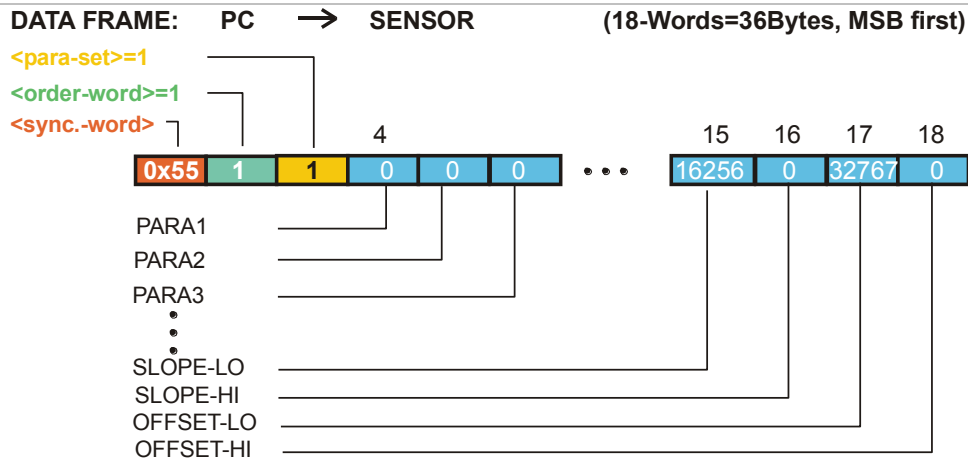 DATA FRAME: PC → SENSOR (18-Words=36Bytes, MSB first)
<para-set>=1
<order-word>=1
<sync.-word>
4 15 16 17 18
0x55 1 1 0 0 0 ••• 16256 0 32767 0
PARA1
PARA2
PARA3
SLOPE-LO
SLOPE-HI
OFFSET-LO
OFFSET-HI